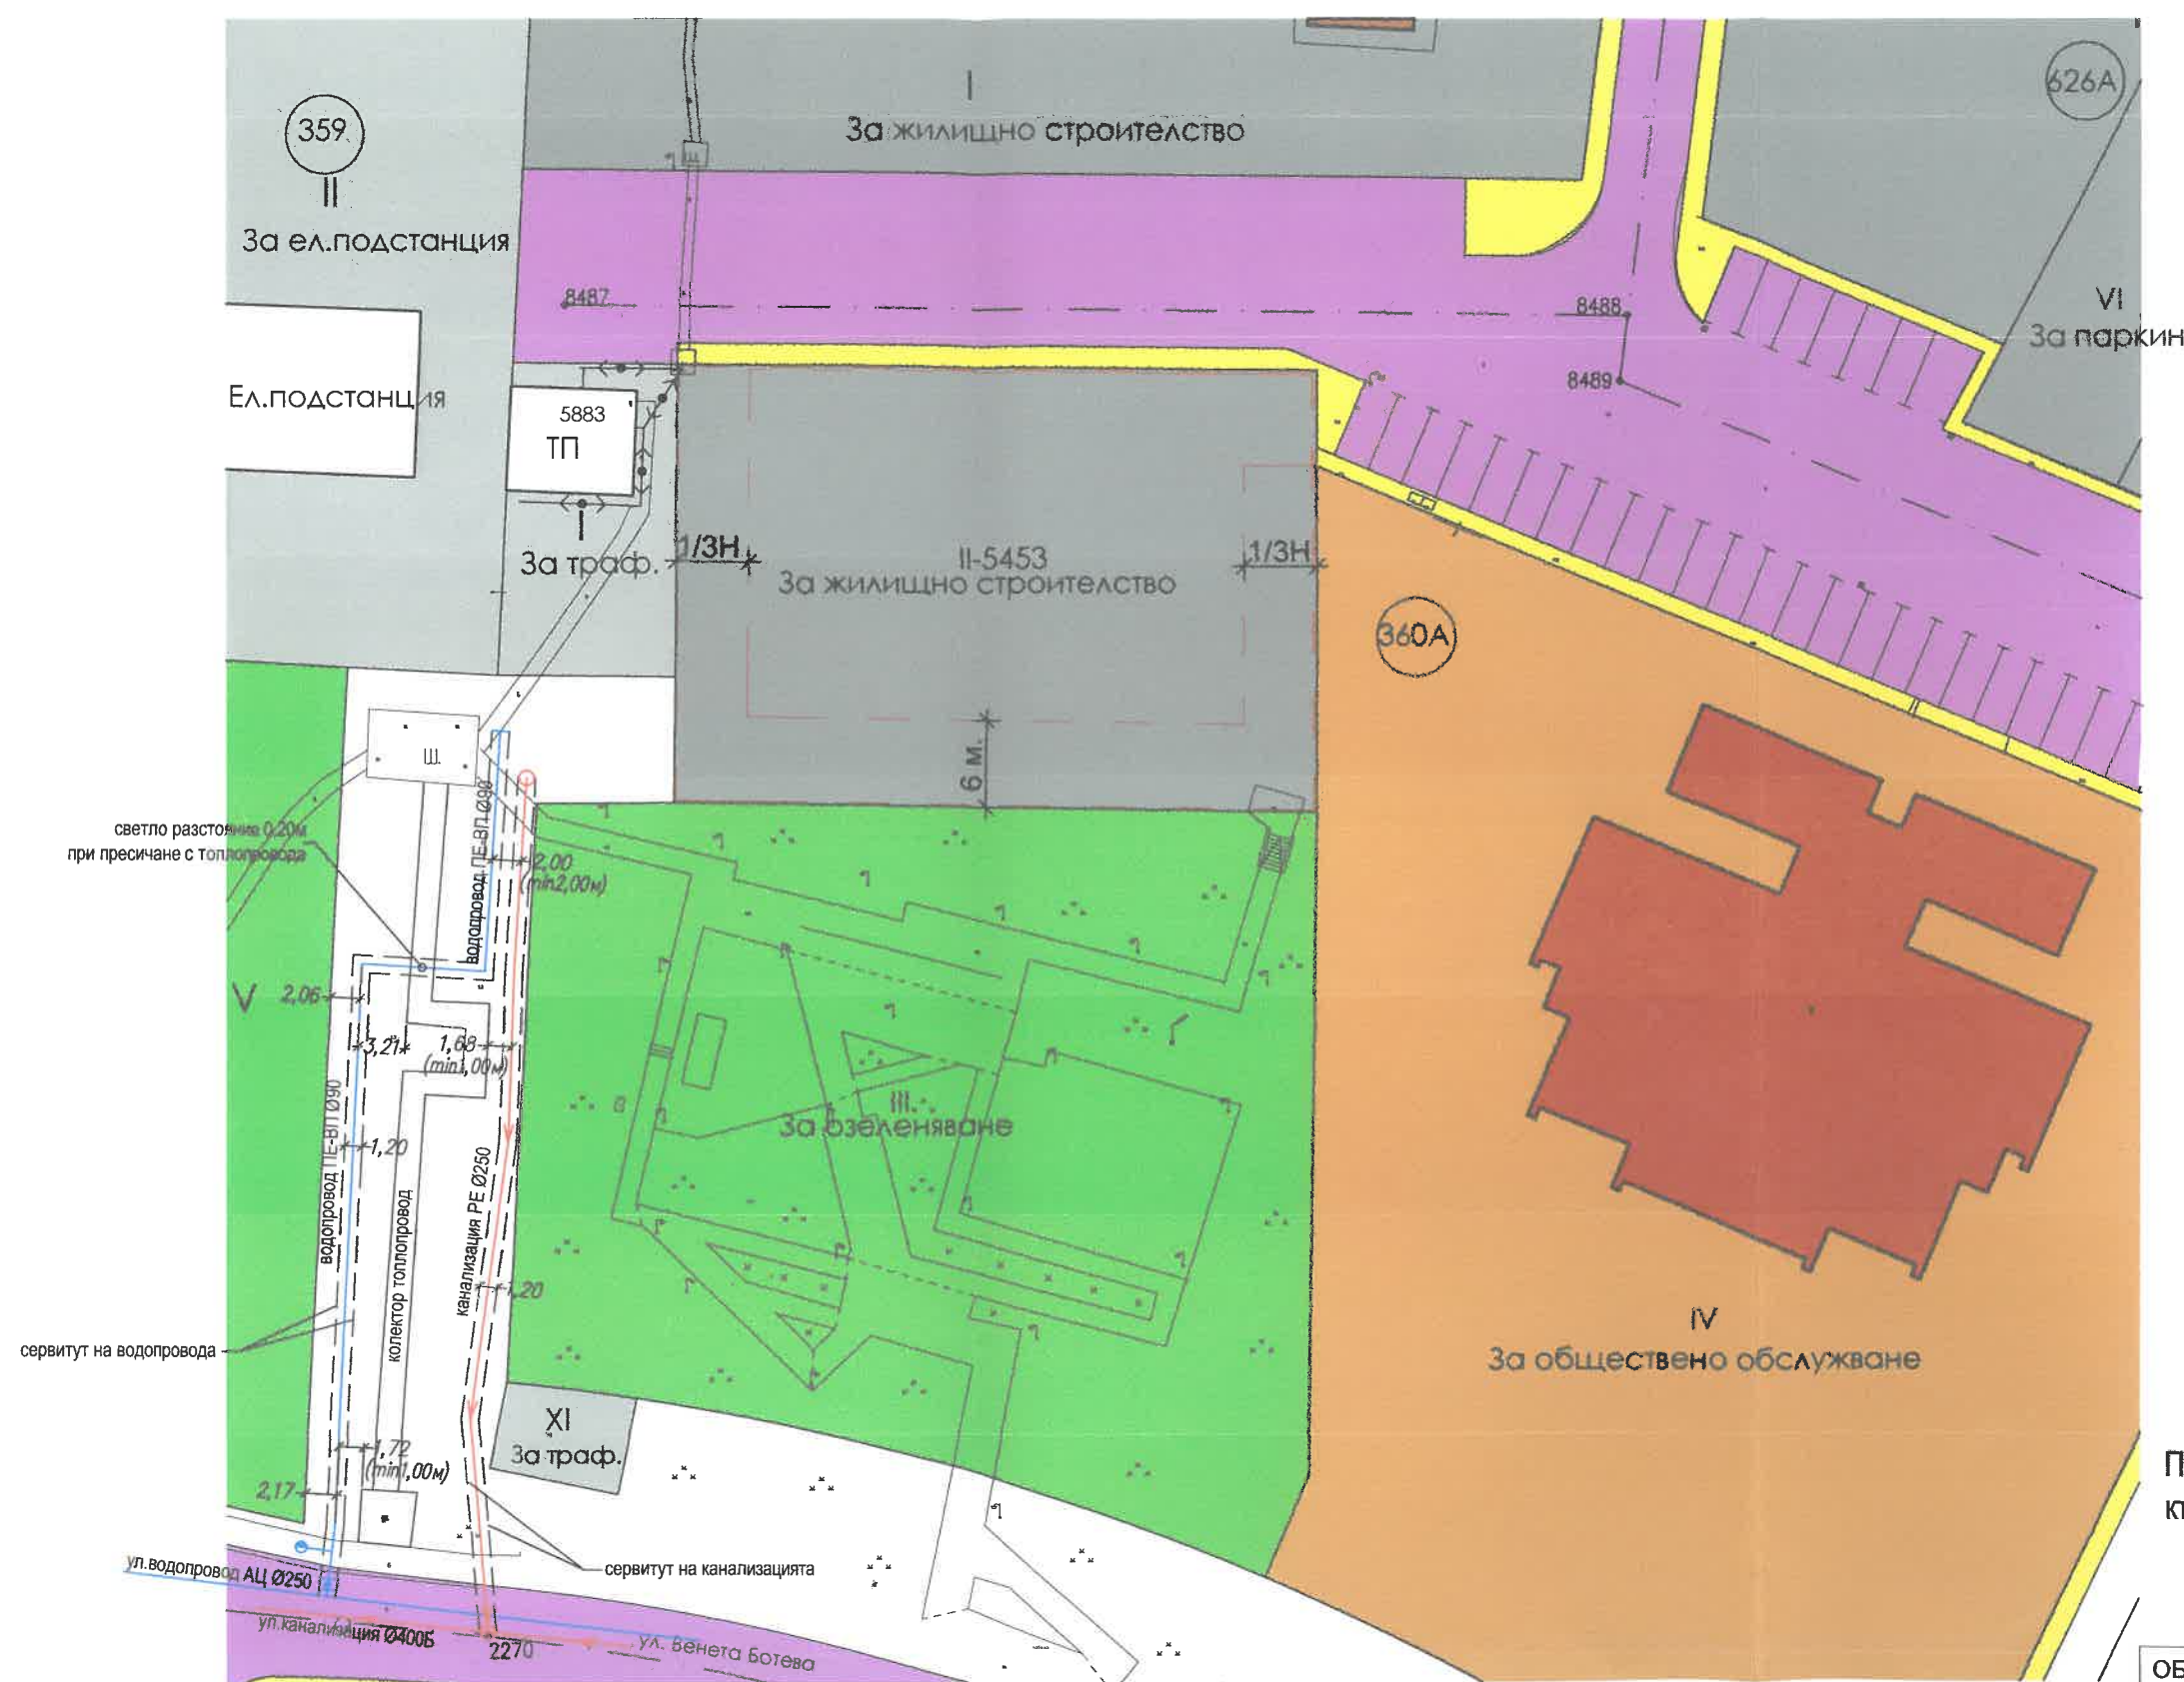 359
II
За ел.подстанция
I
За жилищно строителство
626А
VI
За паркин
8487
8488
8489
Ел.подстанция
5883
ТП
I
За траф.
1/3Н
II-5453
За жилищно строителство
1/3Н
360А
6 м.
Ш.
светло разстояние 0,20м
при пресичане с топлопровода
водопровод ПЕ-ВП Ø90
2,00
(min2,00м)
V
2,06
3,21
1,68
(min1,00м)
водопровод ПЕ-ВП Ø90
1,20
колектор топлопровод
канализация PE Ø250
1,20
III.
За озеленяване
IV
За обществено обслужване
сервитут на водопровода
1,72
(min1,00м)
2,17
XI
За траф.
сервитут на канализацията
ул.водопровод АЦ Ø250
ул.канализация Ø400Б
2270
ул. Венета Ботева
П
КЪ
ОБ